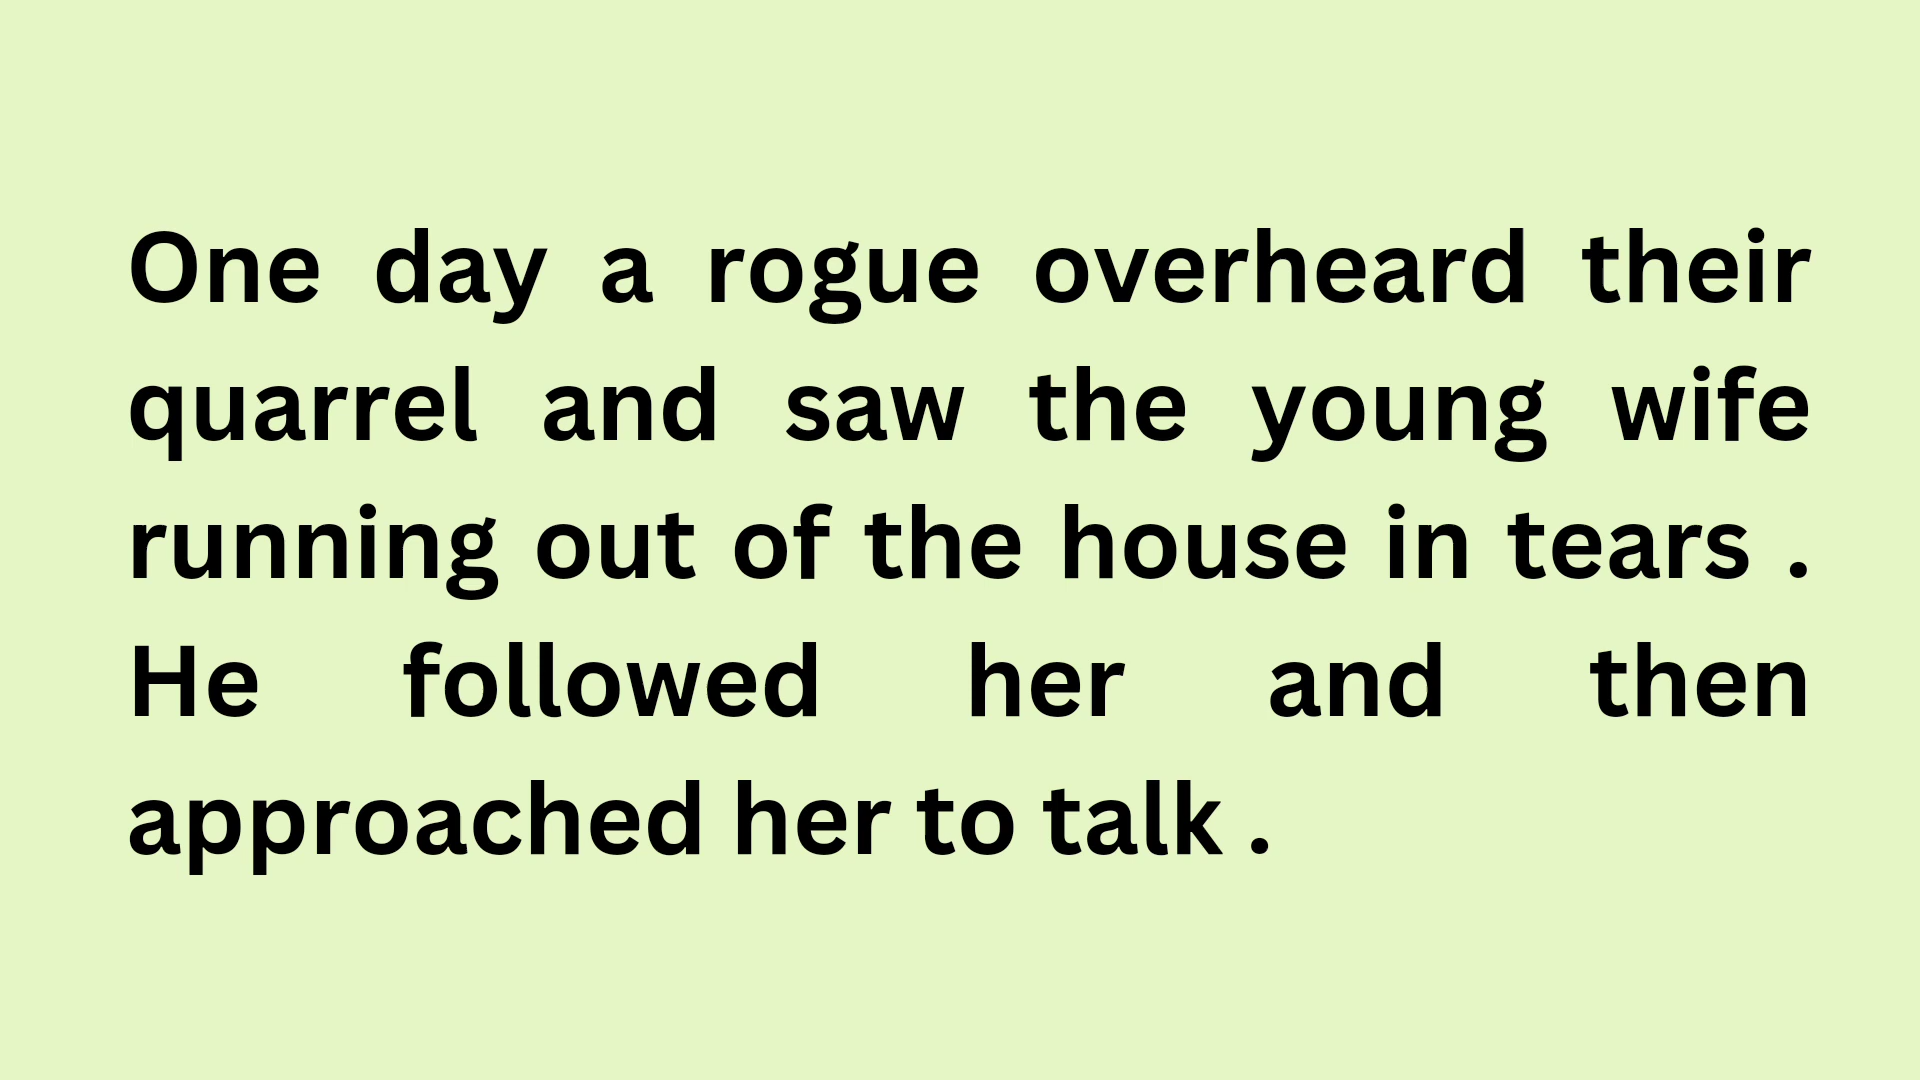 One day a rogue overheard their
quarrel and saw the young wife
running out of the house in tears .
He followed her and then
approached her to talk .